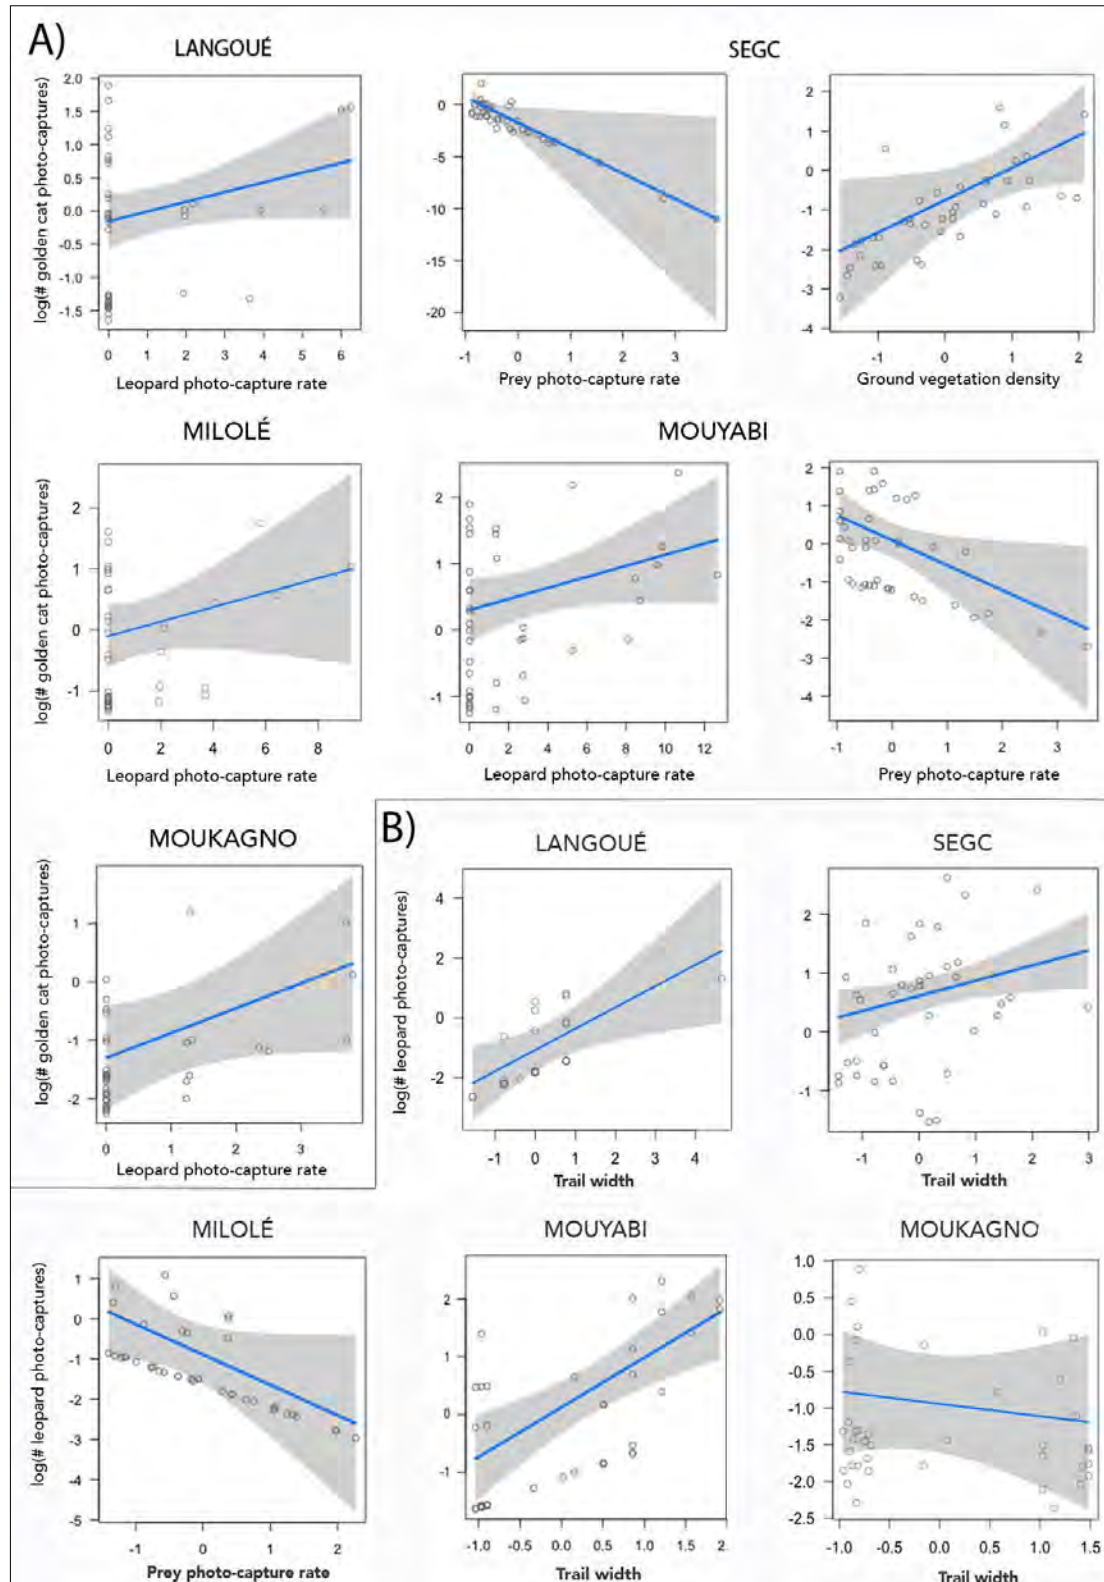 A)
LANGOUÉ
SEGC
log(# golden cat photo-captures)
2.0
1.5
1.0
0.5
0.0
-0.5
-1.0
-1.5
0 1 2 3 4 5 6
Leopard photo-capture rate
0
-5
-10
-15
-20
-1 0 1 2 3
Prey photo-capture rate
2
1
0
-1
-2
-3
-4
-1 0 1 2
Ground vegetation density
MILOLÉ
MOUYABI
log(# golden cat photo-captures)
2
1
0
-1
0 2 4 6 8
Leopard photo-capture rate
2
1
0
-1
0 2 4 6 8 10 12
Leopard photo-capture rate
2
1
0
-1
-2
-3
-4
-1 0 1 2 3
Prey photo-capture rate
MOUKAGNO
log(# golden cat photo-captures)
1
0
-1
-2
0 1 2 3
Leopard photo-capture rate
B)
LANGOUÉ
SEGC
log(# leopard photo-captures)
4
2
0
-2
-1 0 1 2 3 4
Trail width
2
1
0
-1
-1 0 1 2 3
Trail width
MILOLÉ
MOUYABI
MOUKAGNO
log(# leopard photo-captures)
1
0
-1
-2
-3
-4
-5
-1 0 1 2
Prey photo-capture rate
2
1
0
-1
-1.0 -0.5 0.0 0.5 1.0 1.5 2.
Trail width
1.0
0.5
0.0
-0.5
-1.0
-1.5
-2.0
-2.5
-1.0 -0.5 0.0 0.5 1.0 1.5
Trail width